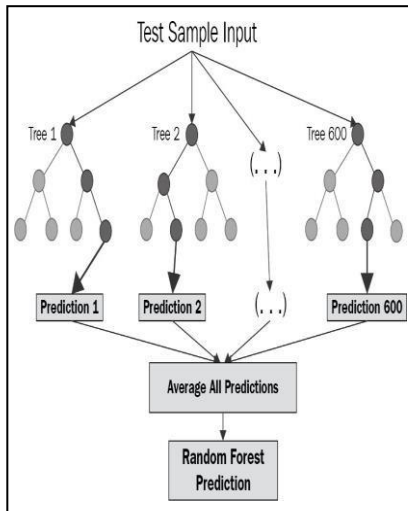 Test Sample Input
Tree 1
Tree 2
(. . .)
Tree 600
Prediction 1
Prediction 2
(. . .)
Prediction 600
Average All Predictions
Random Forest
Prediction